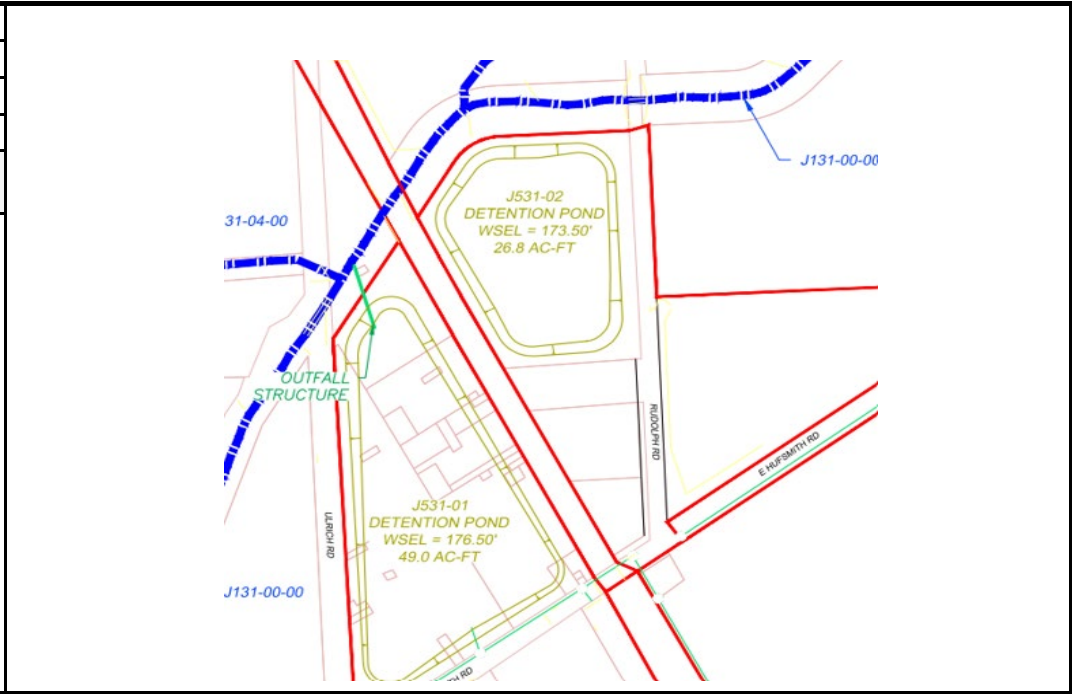 J131-00-00
J531-02
DETENTION POND
WSEL = 173.50'
26.8 AC-FT
31-04-00
OUTFALL
STRUCTURE
RUDOLPH RD
E HUFSMITH RD
J531-01
DETENTION POND
WSEL = 176.50'
49.0 AC-FT
ULRICH RD
J131-00-00
TH RD